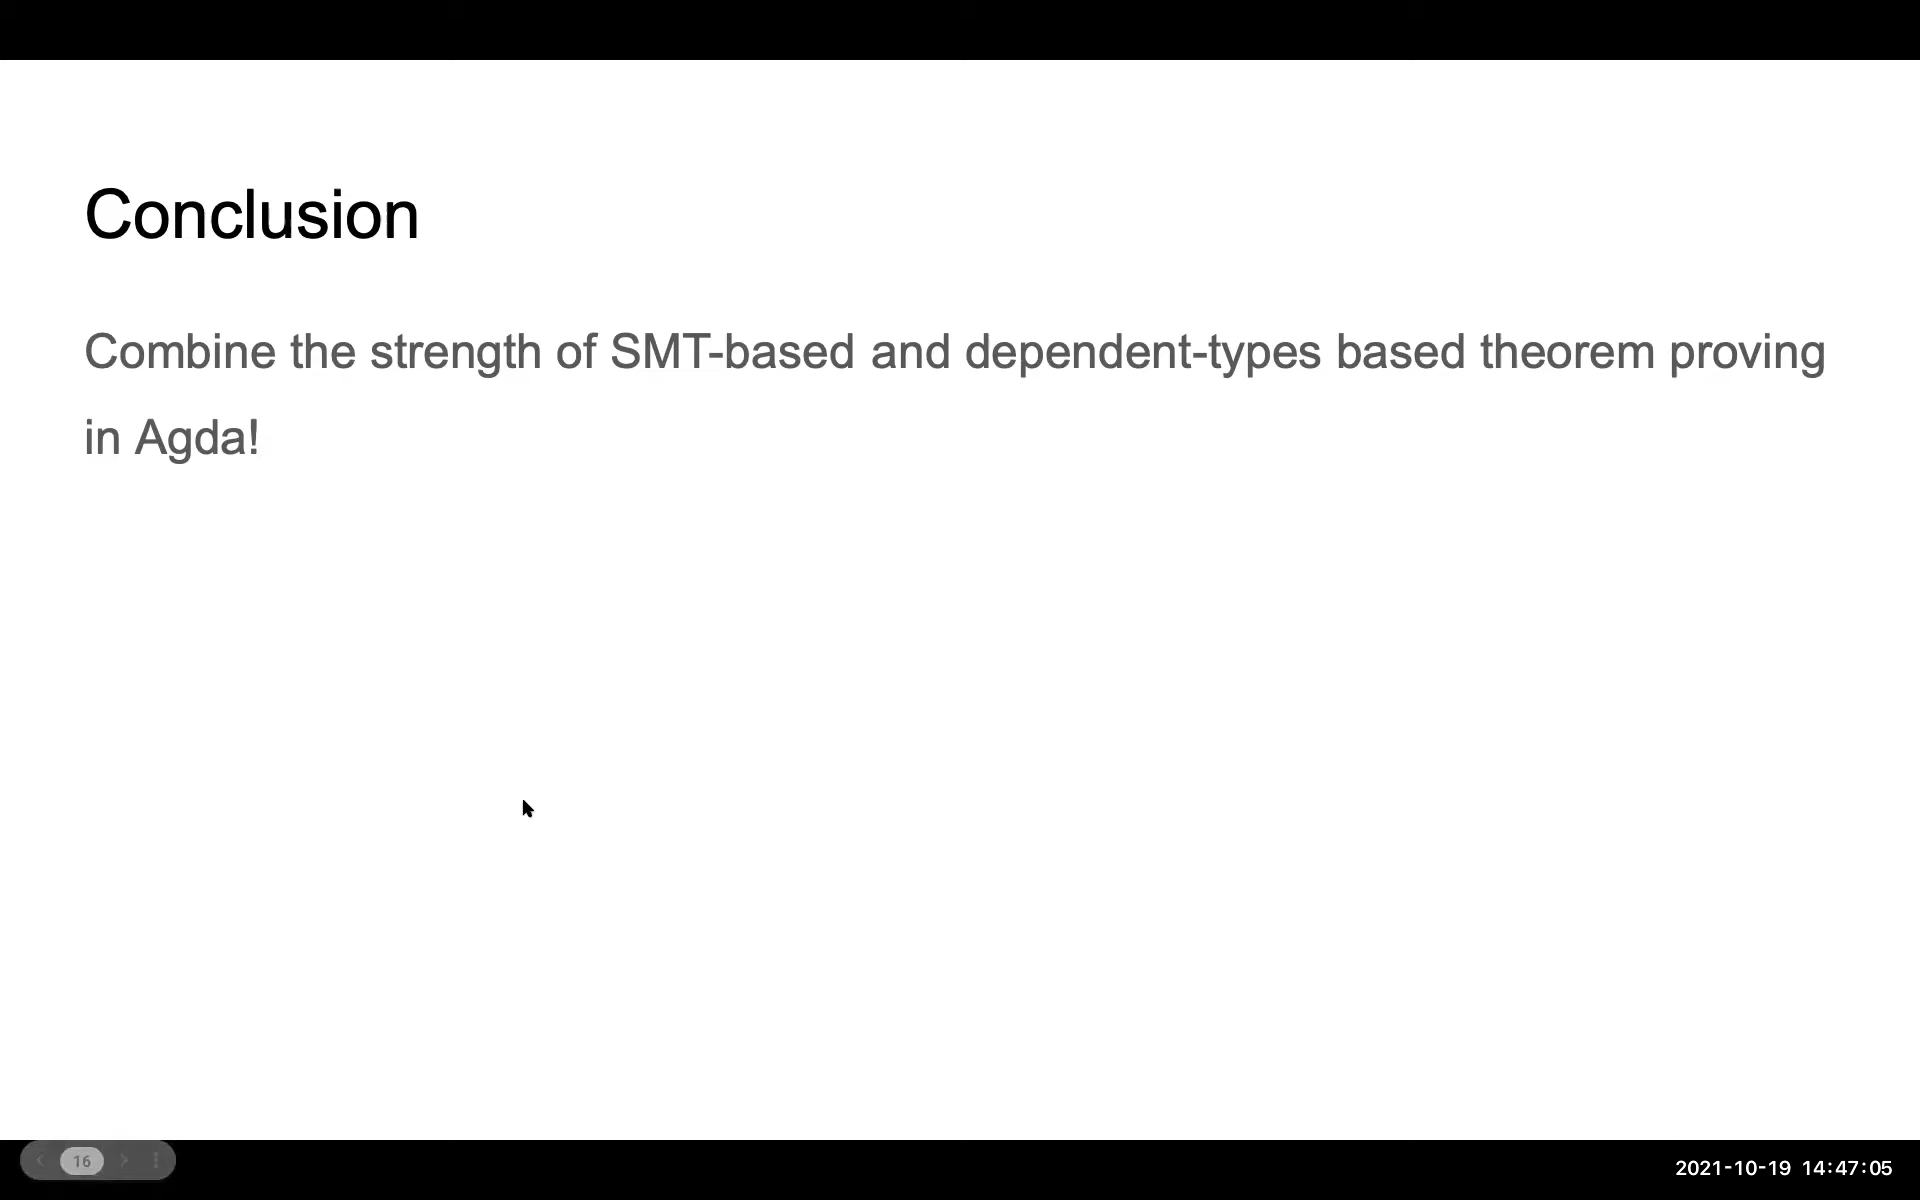 Conclusion
Combine the strength of SMT-based and dependent-types based theorem proving
in Agda!
16
2021-10-19 14:47:05